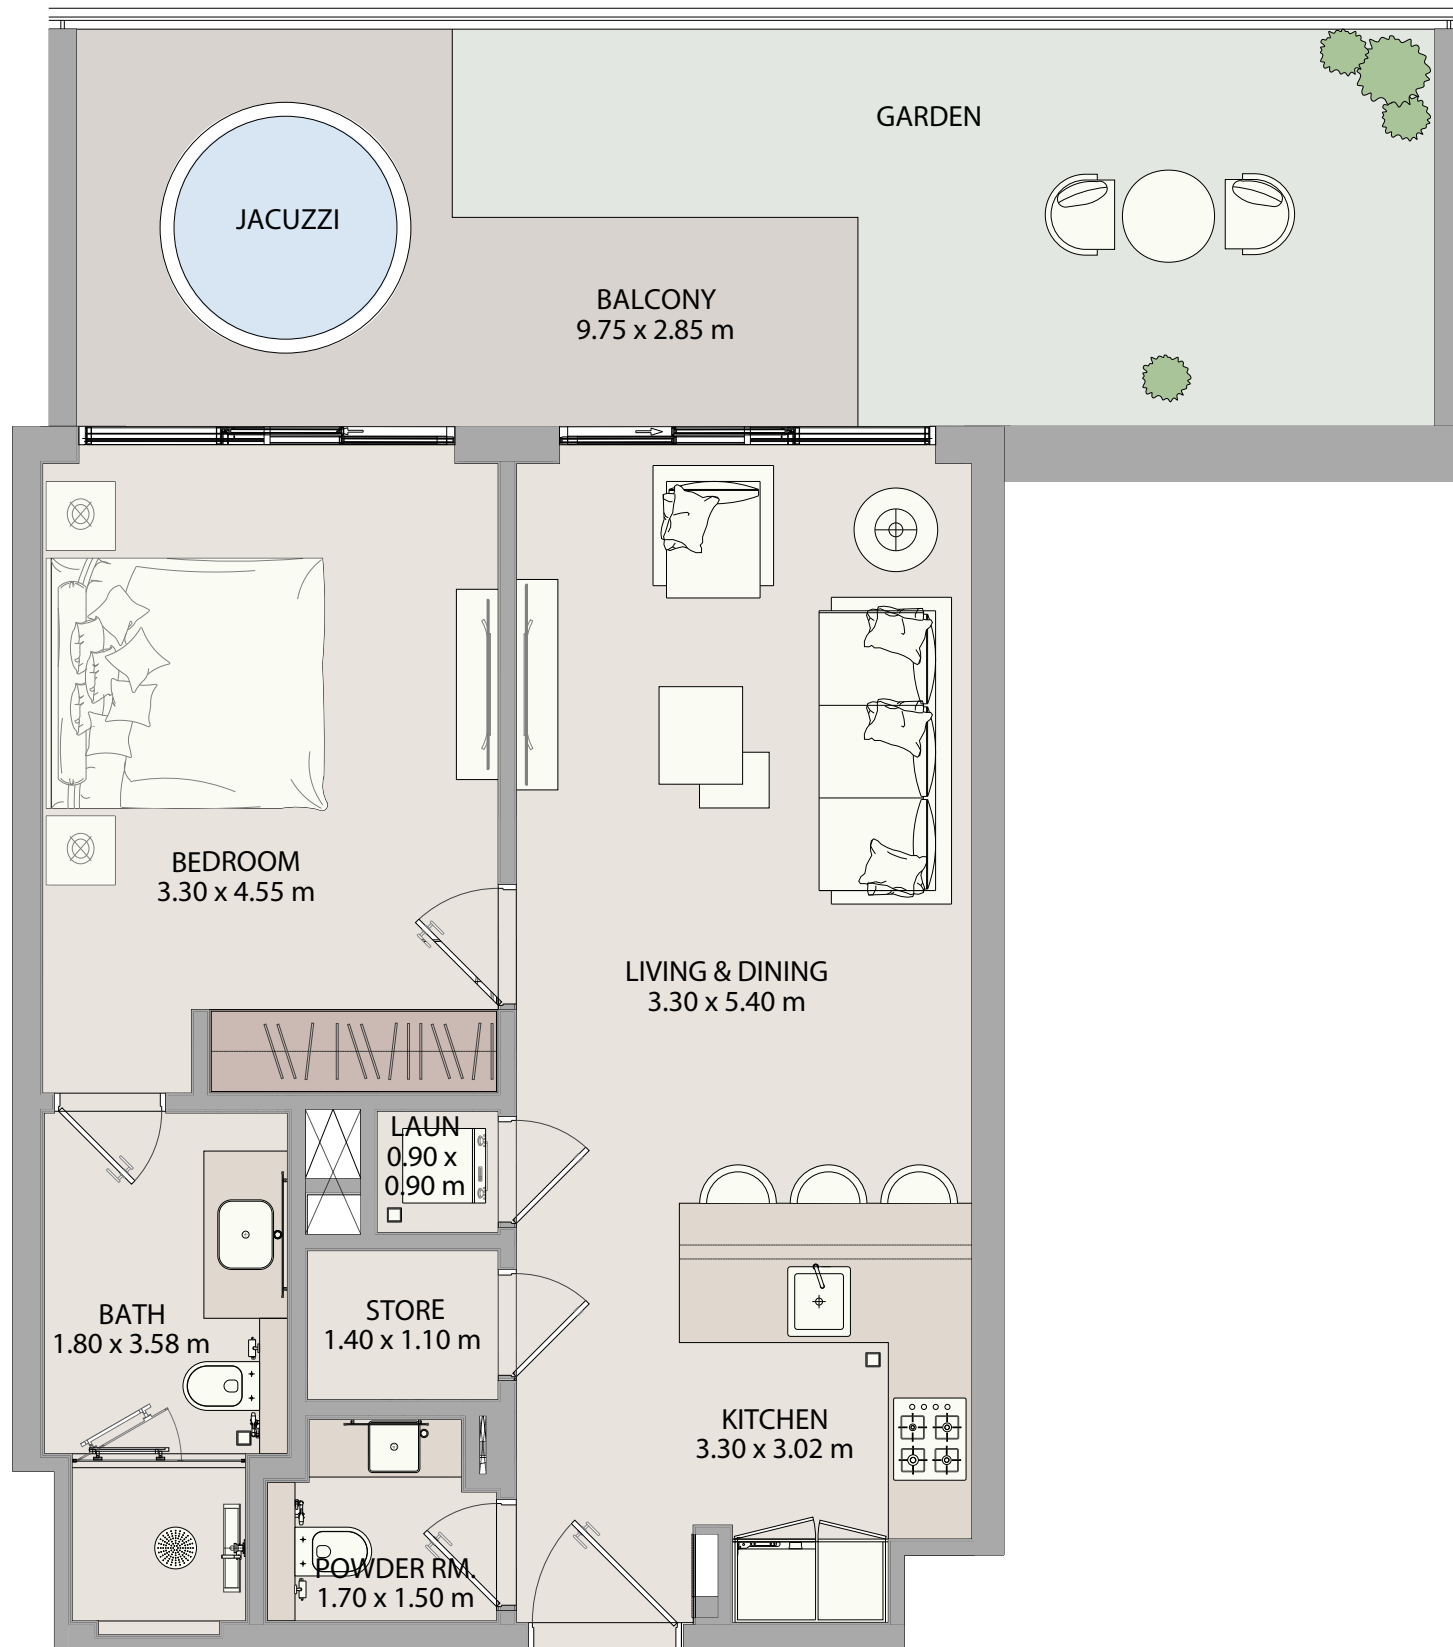 GARDEN
JACUZZI
BALCONY
9.75 x 2.85 m
BEDROOM
3.30 x 4.55 m
LIVING & DINING
3.30 x 5.40 m
LAUN
0.90 x
0.90 m
BATH
1.80 x 3.58 m
STORE
1.40 x 1.10 m
KITCHEN
3.30 x 3.02 m
POWDER RM.
1.70 x 1.50 m